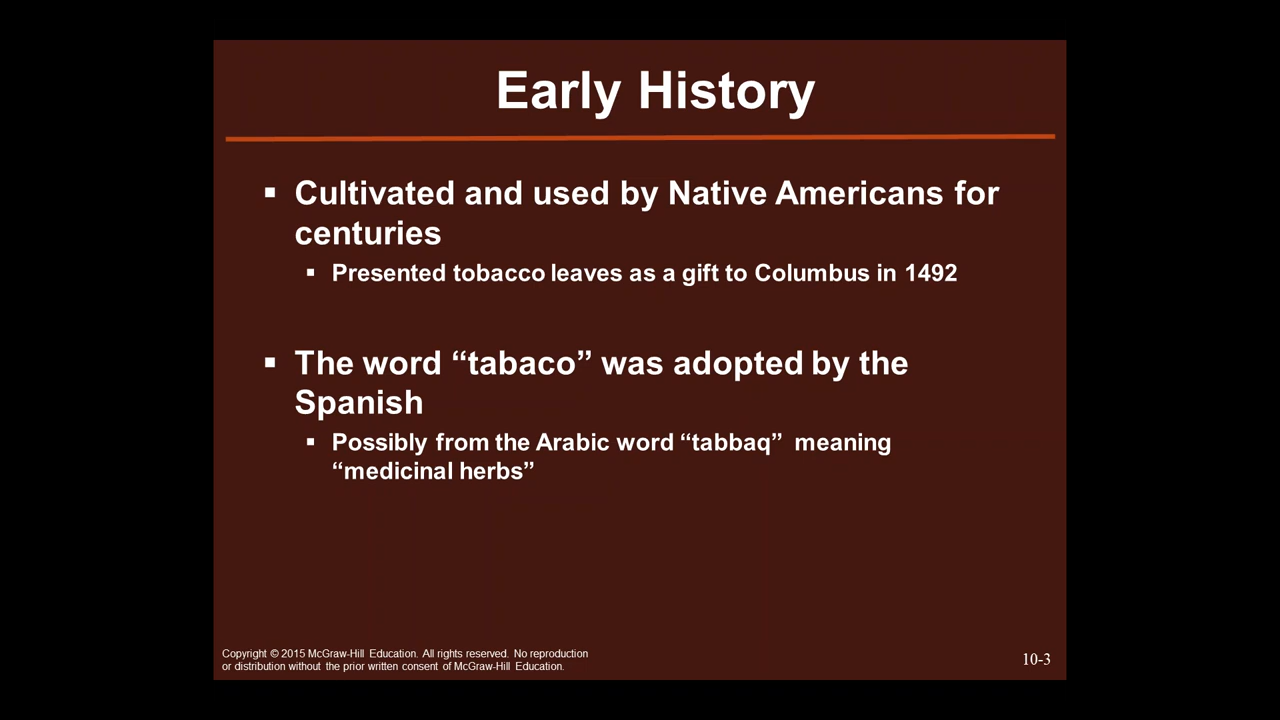 Early History
▪ Cultivated and used by Native Americans for
centuries
▪ Presented tobacco leaves as a gift to Columbus in 1492
▪ The word “tabaco” was adopted by the
Spanish
▪ Possibly from the Arabic word “tabbaq” meaning
“medicinal herbs”
Copyright © 2015 McGraw-Hill Education. All rights reserved. No reproduction
or distribution without the prior written consent of McGraw-Hill Education.
10-3